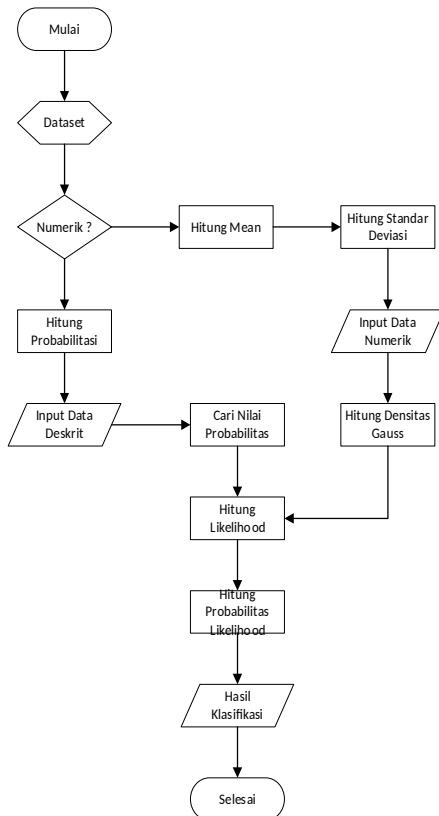 Mulai
Dataset
Numerik ?
Hitung Mean
Hitung Standar
Deviasi
Hitung
Probabilitasi
Input Data
Numerik
Input Data
Deskrit
Cari Nilai
Probabilitas
Hitung Densitas
Gauss
Hitung
Likelihood
Hitung
Probabilitas
Likelihood
Hasil
Klasifikasi
Selesai